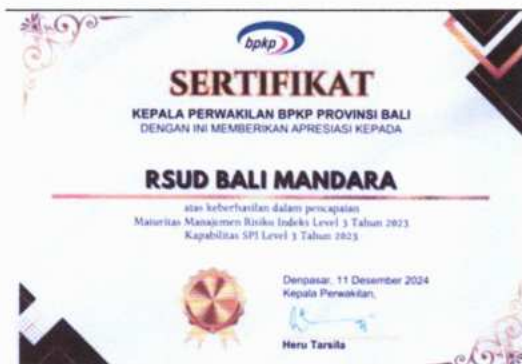 bpkp
SERTIFIKAT
KEPALA PERWAKILAN BPKP PROVINSI BALI
DENGAN INI MEMBERIKAN APRESIASI KEPADA
RSUD BALI MANDARA
atas keberhasilan dalam pencapaian
Maturitas Manajemen Risiko Indeks Level 3 Tahun 2023
Kapabilitas SPI Level 3 Tahun 2023
Denpasar, 11 Desember 2024
Kepala Perwakilan,
Heru Tarsila